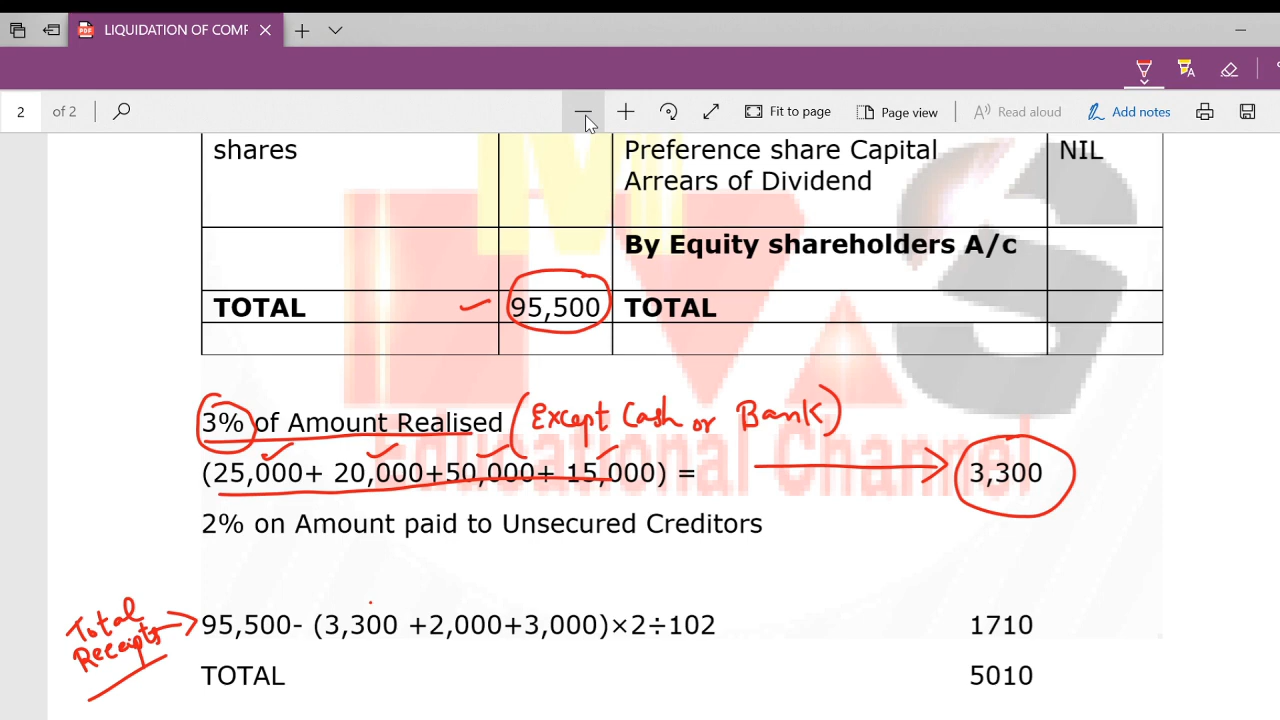 LIQUIDATION OF COMP
2 of 2
Fit to page
Page view
Read aloud
Add notes
shares
Preference share Capital NIL
Arrears of Dividend
By Equity shareholders A/c
TOTAL 95,500 TOTAL
3% of Amount Realised (Except Cash or Bank)
(25,000+ 20,000+50,000+ 15,000) = 3,300
2% on Amount paid to Unsecured Creditors
Total
Receipts
95,500- (3,300 +2,000+3,000)×2÷102 1710
TOTAL 5010
Educational Channel